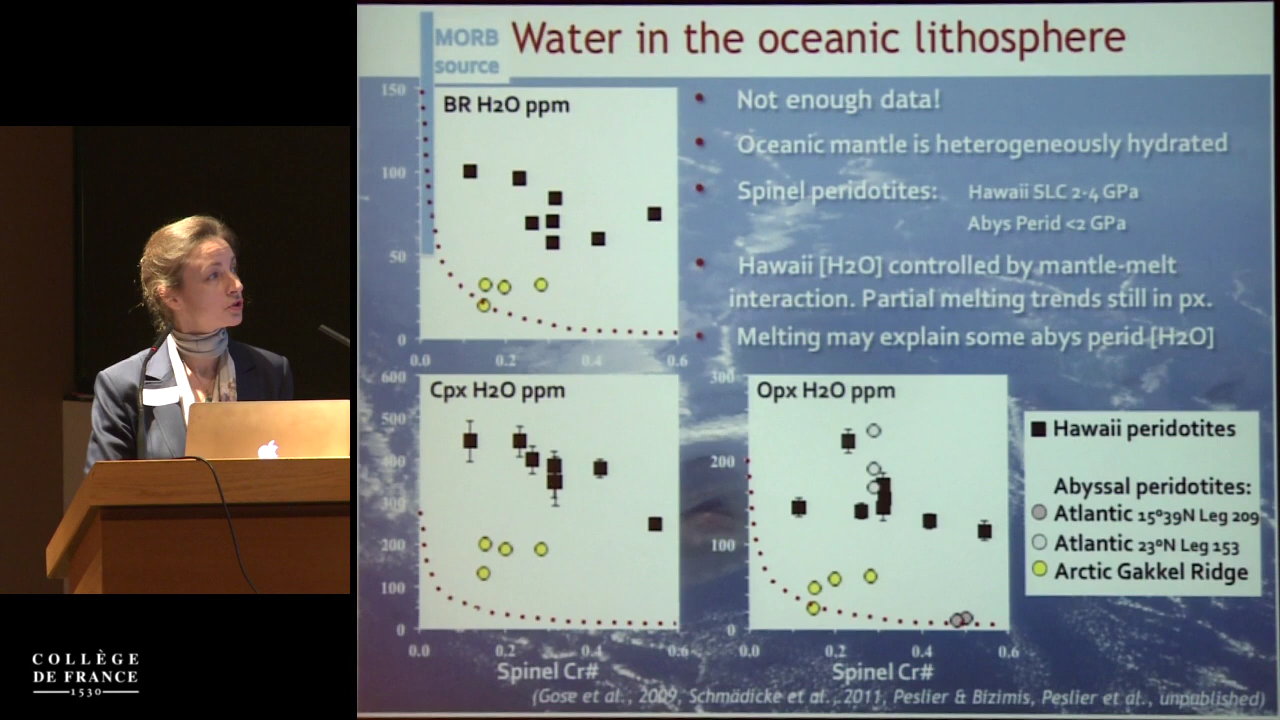 MORB
source
Water in the oceanic lithosphere
BR H2O ppm
150
100
50
0
0.0 0.2 0.4 0.6
Not enough data!
Oceanic mantle is heterogeneously hydrated
Spinel peridotites: Hawaii SLC 2-4 GPa
Abys Perid <2 GPa
Hawaii [H2O] controlled by mantle-melt
interaction. Partial melting trends still in px.
Melting may explain some abys perid [H2O]
Cpx H2O ppm
600
500
400
300
200
100
0
0.0 0.2 0.4 0.6
Spinel Cr#
Opx H2O ppm
300
200
100
0
0.0 0.2 0.4 0.6
Spinel Cr#
Hawaii peridotites
Abyssal peridotites:
Atlantic 15°39N Leg 209
Atlantic 23°N Leg 153
Arctic Gakkel Ridge
(Gose et al., 2009, Schmädicke et al., 2011, Peslier & Bizimis, Peslier et al., unpublished)
COLLÈGE
DE FRANCE
1530